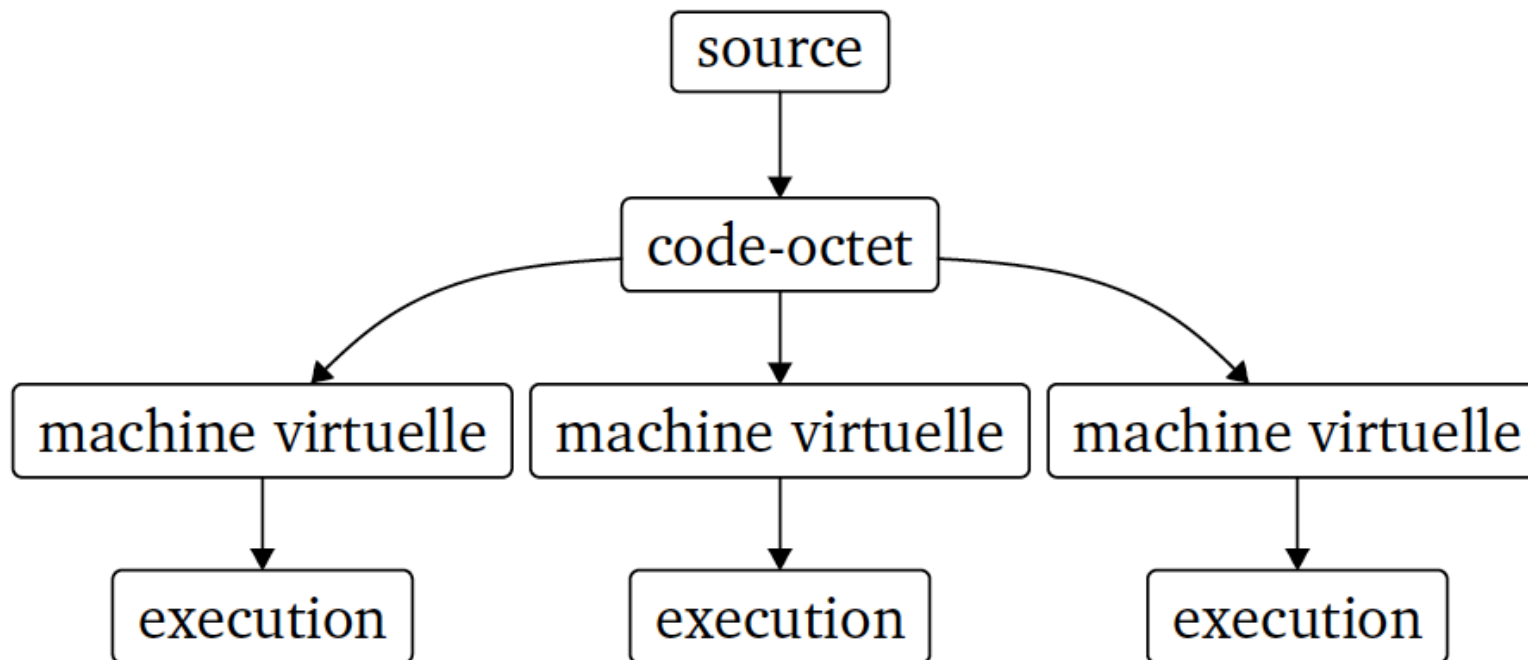 source
code-octet
machine virtuelle
machine virtuelle
machine virtuelle
execution
execution
execution